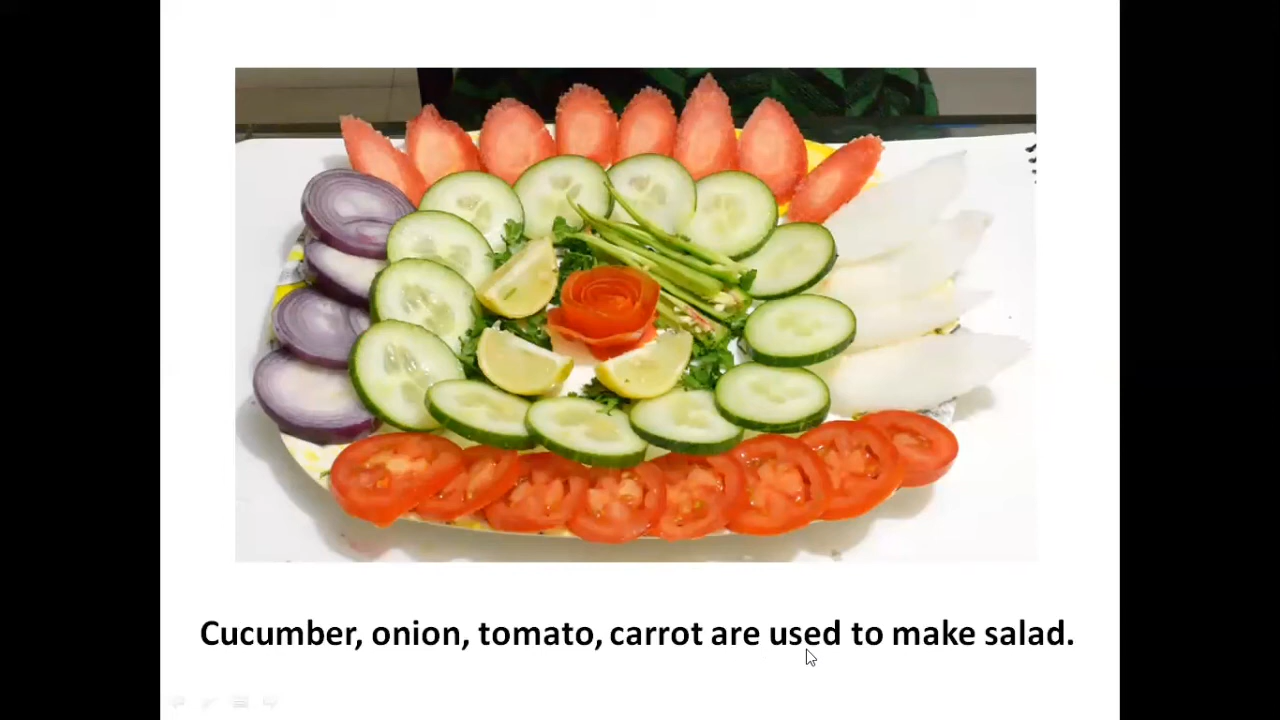 Cucumber, onion, tomato, carrot are used to make salad.